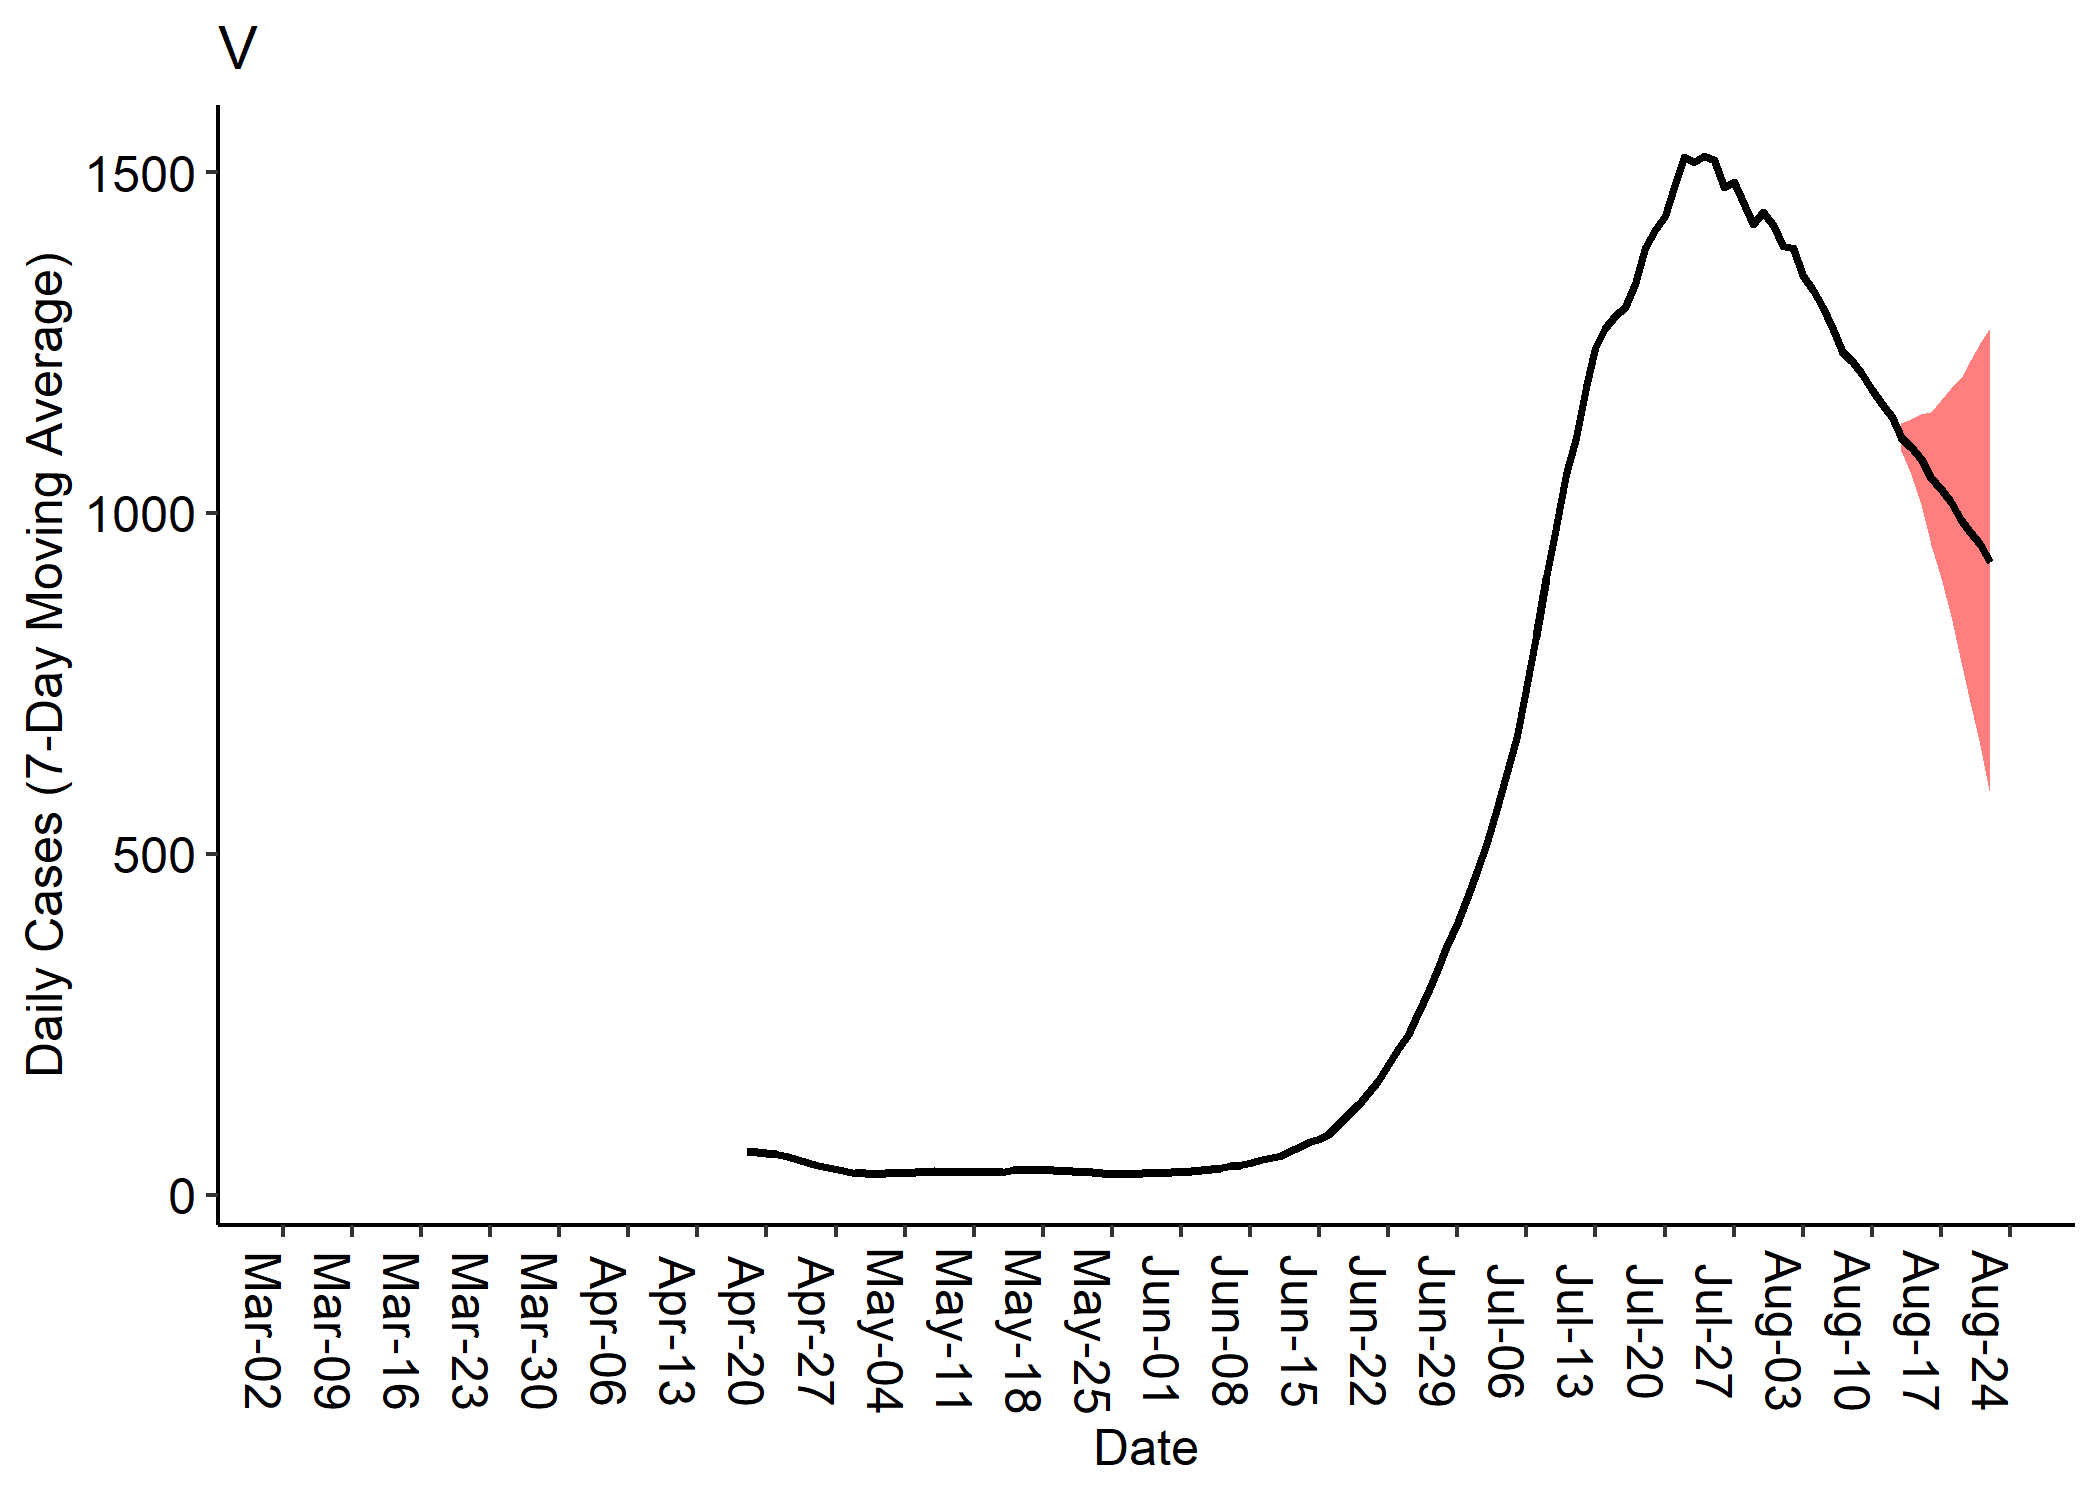 V
Daily Cases (7-Day Moving Average)
1500
1000
500
0
Mar-02
Mar-09
Mar-16
Mar-23
Mar-30
Apr-06
Apr-13
Apr-20
Apr-27
May-04
May-11
May-18
May-25
Jun-01
Jun-08
Jun-15
Jun-22
Jun-29
Jul-06
Jul-13
Jul-20
Jul-27
Aug-03
Aug-10
Aug-17
Aug-24
Date